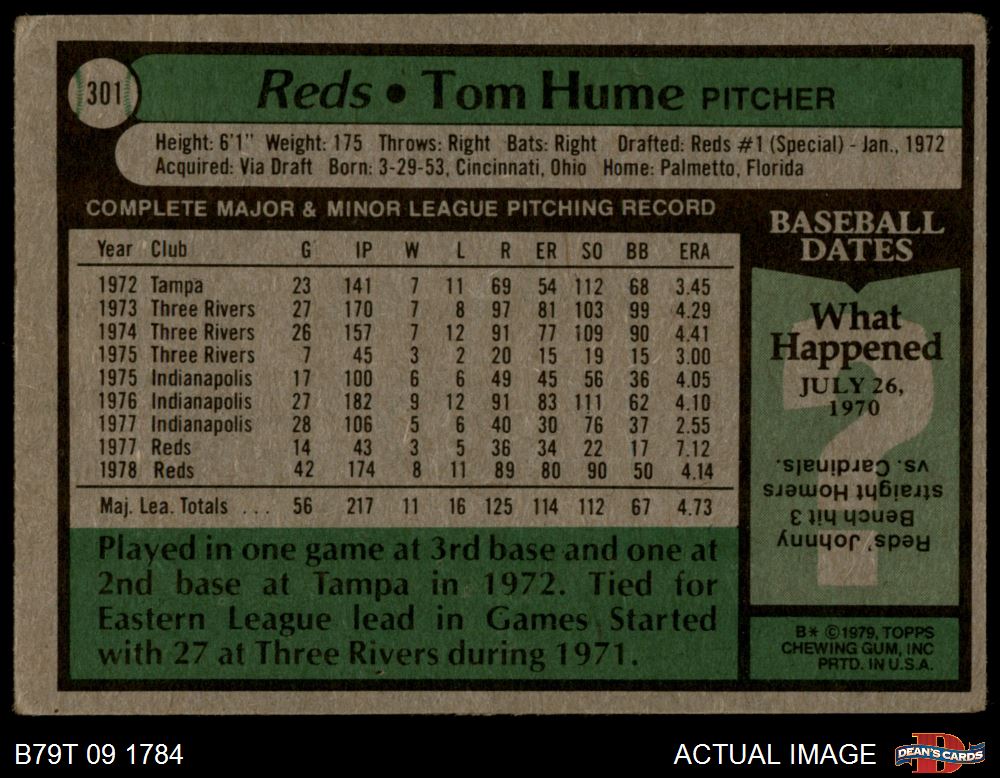 301
Reds • Tom Hume PITCHER
Height: 6'1" Weight: 175 Throws: Right Bats: Right Drafted: Reds #1 (Special) - Jan., 1972
Acquired: Via Draft Born: 3-29-53, Cincinnati, Ohio Home: Palmetto, Florida
COMPLETE MAJOR & MINOR LEAGUE PITCHING RECORD
Year Club G IP W L R ER SO BB ERA
1972 Tampa 23 141 7 11 69 54 112 68 3.45
1973 Three Rivers 27 170 7 8 97 81 103 99 4.29
1974 Three Rivers 26 157 7 12 91 77 109 90 4.41
1975 Three Rivers 7 45 3 2 20 15 19 15 3.00
1975 Indianapolis 17 100 6 6 49 45 56 36 4.05
1976 Indianapolis 27 182 9 12 91 83 111 62 4.10
1977 Indianapolis 28 106 5 6 40 30 76 37 2.55
1977 Reds 14 43 3 5 36 34 22 17 7.12
1978 Reds 42 174 8 11 89 80 90 50 4.14
Maj. Lea. Totals ... 56 217 11 16 125 114 112 67 4.73
Played in one game at 3rd base and one at
2nd base at Tampa in 1972. Tied for
Eastern League lead in Games Started
with 27 at Three Rivers during 1971.
BASEBALL
DATES
What
Happened
JULY 26,
1970
?
Reds' Johnny
Bench hit 3
straight Homers
vs. Cardinals.
B* ©1979, TOPPS
CHEWING GUM, INC
PRTD. IN U.S.A.
B79T 09 1784
ACTUAL IMAGE
DEAN'S CARDS